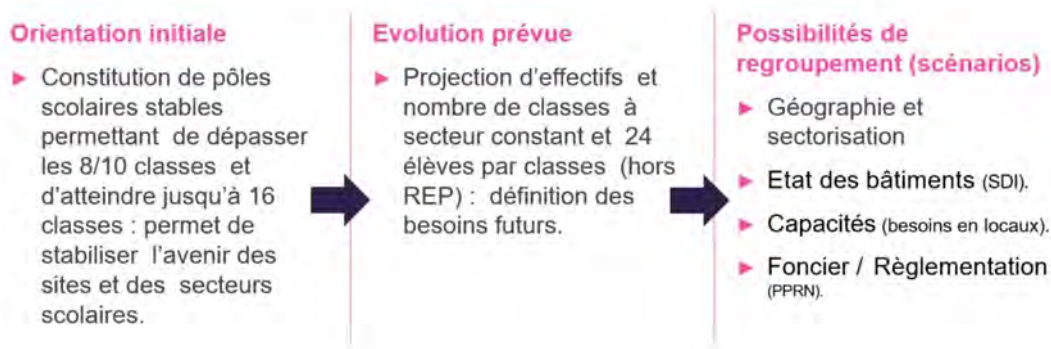 Orientation initiale
► Constitution de pôles
scolaires stables
permettant de dépasser
les 8/10 classes et
d'atteindre jusqu'à 16
classes : permet de
stabiliser l'avenir des
sites et des secteurs
scolaires.
Evolution prévue
► Projection d'effectifs et
nombre de classes à
secteur constant et 24
élèves par classes (hors
REP) : définition des
besoins futurs.
Possibilités de
regroupement (scénarios)
► Géographie et
sectorisation
► Etat des bâtiments (SDI).
► Capacités (besoins en locaux).
► Foncier / Règlementation
(PPRN).